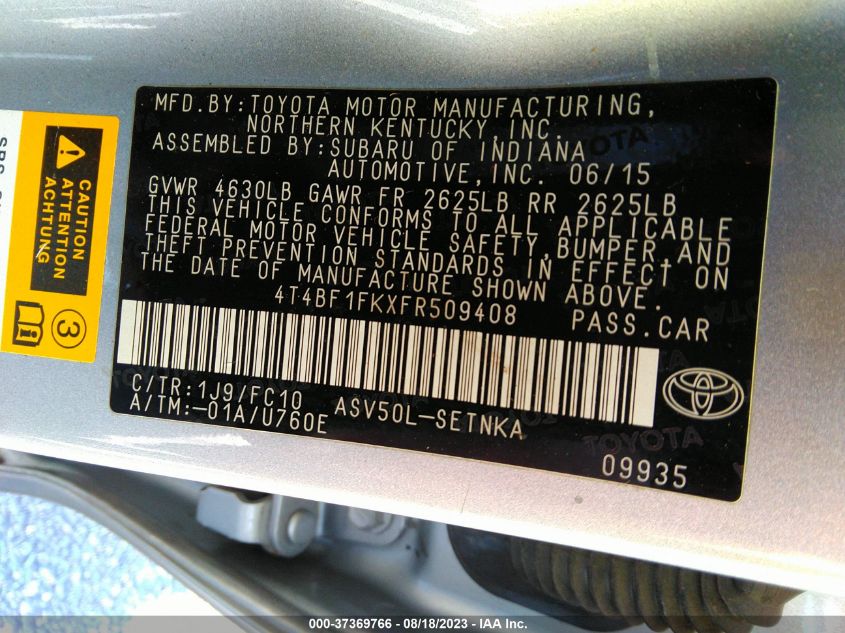 MFD.BY:TOYOTA MOTOR MANUFACTURING,
NORTHERN KENTUCKY,INC.
ASSEMBLED BY:SUBARU OF INDIANA
AUTOMOTIVE,INC. 06/15
GVWR 4630LB GAWR FR 2625LB RR 2625LB
THIS VEHICLE CONFORMS TO ALL APPLICABLE
FEDERAL MOTOR VEHICLE SAFETY,BUMPER,AND
THEFT PREVENTION STANDARDS IN EFFECT ON
THE DATE OF MANUFACTURE SHOWN ABOVE.
4T4BF1FKXFR509408 PASS.CAR
C/TR:1J9/FC10 ASV50L-SETNKA
A/TM:-01A/U760E
09935
TOYOTA
CAUTION
ATTENTION
3
000-37369766 - 08/18/2023 - IAA Inc.